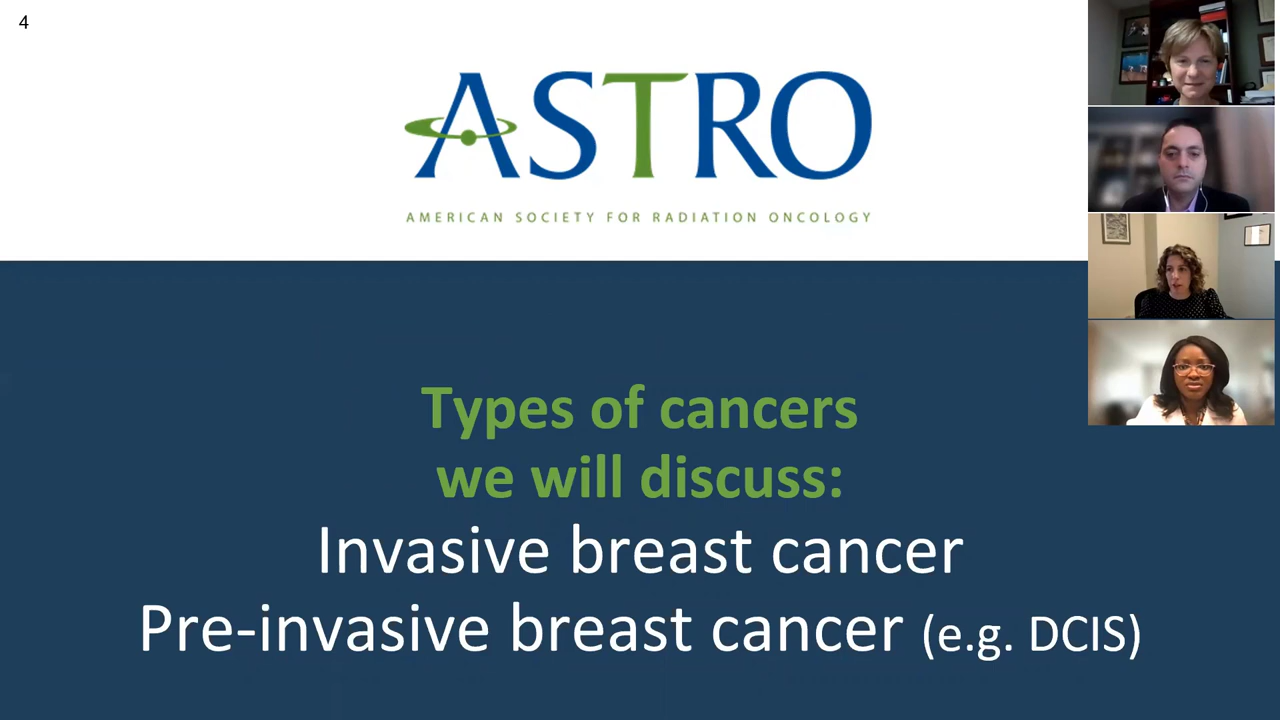 4
ASTRO
AMERICAN SOCIETY FOR RADIATION ONCOLOGY
Types of cancers
we will discuss:
Invasive breast cancer
Pre-invasive breast cancer (e.g. DCIS)